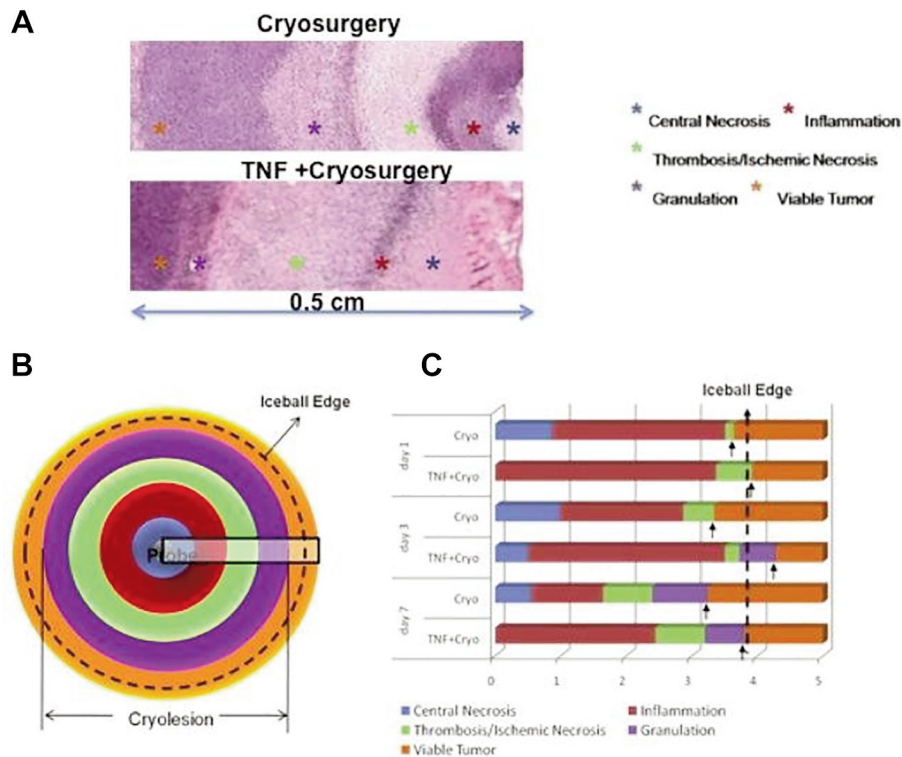 A
Cryosurgery
TNF +Cryosurgery
0.5 cm
* Central Necrosis * Inflammation
* Thrombosis/Ischemic Necrosis
* Granulation * Viable Tumor
B
Iceball Edge
Probe
Cryolesion
C
Iceball Edge
day 1
Cryo
TNF+Cryo
day 3
Cryo
TNF+Cryo
day 7
Cryo
TNF+Cryo
0 1 2 3 4 5
Central Necrosis Inflammation
Thrombosis/Ischemic Necrosis Granulation
Viable Tumor